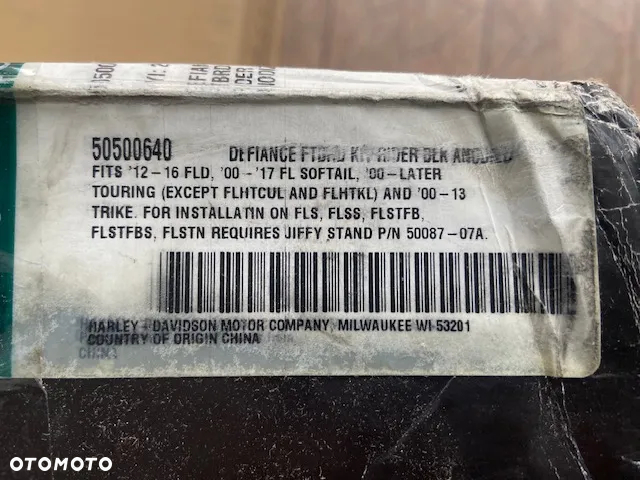 50500640 DEFIANCE FTBRD KIT-RIDER BLK ANODIZED
FITS '12-16 FLD, '00-'17 FL SOFTAIL, '00-LATER
TOURING (EXCEPT FLHTCUL AND FLHTKL) AND '00-13
TRIKE. FOR INSTALLATIN ON FLS, FLSS, FLSTFB,
FLSTFBS, FLSTN REQUIRES JIFFY STAND P/N 50087-07A.
HARLEY-DAVIDSON MOTOR COMPANY, MILWAUKEE WI 53201
COUNTRY OF ORIGIN CHINA
CHINA
OTOMOTO